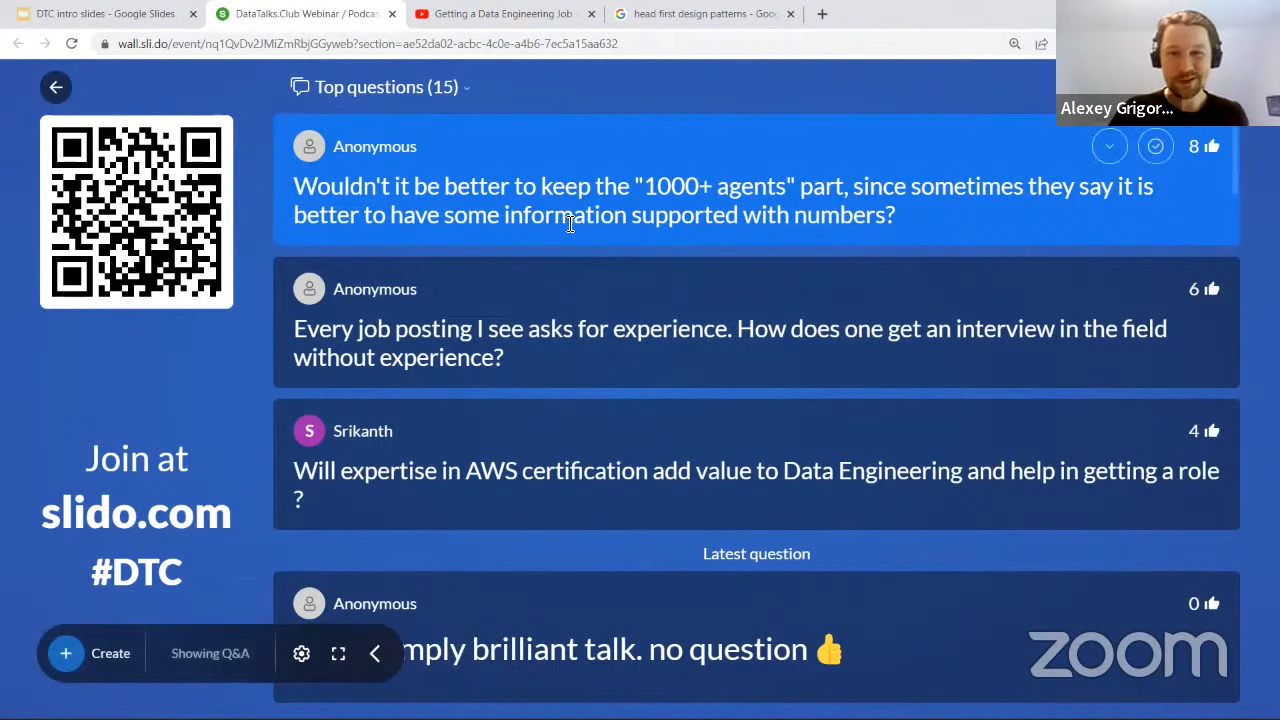 DTC intro slides - Google Slides
DataTalks.Club Webinar / Podcas
Getting a Data Engineering Job -
head first design patterns - Goog
wall.sli.do/event/nq1QvDv2JMiZmRbjGGyweb?section=ae52da02-acbc-4c0e-a4b6-7ec5a15aa632
Alexey Grigor...
Top questions (15)
Anonymous
8
Wouldn't it be better to keep the "1000+ agents" part, since sometimes they say it is
better to have some information supported with numbers?
Anonymous
6
Every job posting I see asks for experience. How does one get an interview in the field
without experience?
S
Srikanth
4
Will expertise in AWS certification add value to Data Engineering and help in getting a role
?
Latest question
Anonymous
0
mply brilliant talk. no question 👍
Join at
slido.com
#DTC
Create
Showing Q&A
zoom